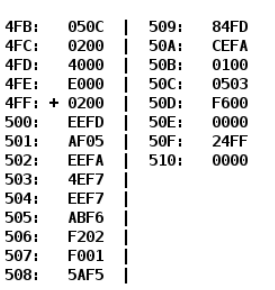 4FB: 050C | 509: 84FD
4FC: 0200 | 50A: CEFA
4FD: 4000 | 50B: 0100
4FE: E000 | 50C: 0503
4FF: + 0200 | 50D: F600
500: EEFD | 50E: 0000
501: AF05 | 50F: 24FF
502: EEFA | 510: 0000
503: 4EF7 |
504: EEF7 |
505: ABF6 |
506: F202 |
507: F001 |
508: 5AF5 |